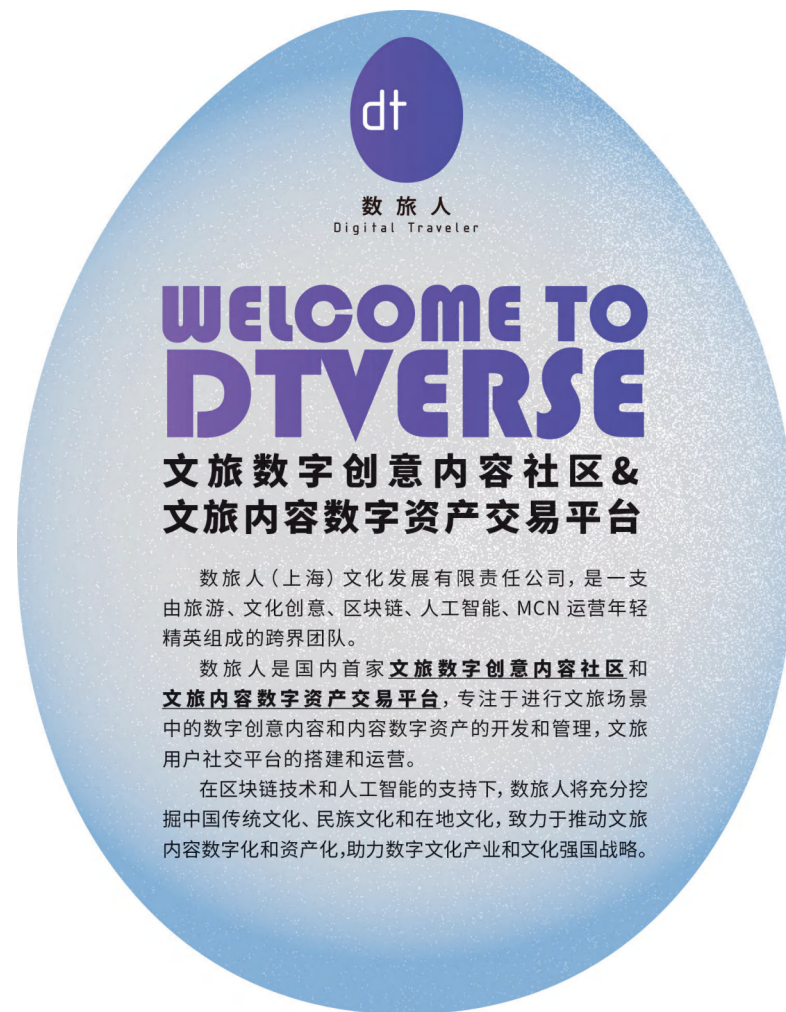 dt
数旅人
Digital Traveler
WELCOME TO
DTVERSE
文旅数字创意内容社区&
文旅内容数字资产交易平台
数旅人（上海）文化发展有限责任公司，是一支
由旅游、文化创意、区块链、人工智能、MCN 运营年轻
精英组成的跨界团队。
数旅人是国内首家文旅数字创意内容社区和
文旅内容数字资产交易平台，专注于进行文旅场景
中的数字创意内容和内容数字资产的开发和管理，文旅
用户社交平台的搭建和运营。
在区块链技术和人工智能的支持下，数旅人将充分挖
掘中国传统文化、民族文化和在地文化，致力于推动文旅
内容数字化和资产化，助力数字文化产业和文化强国战略。